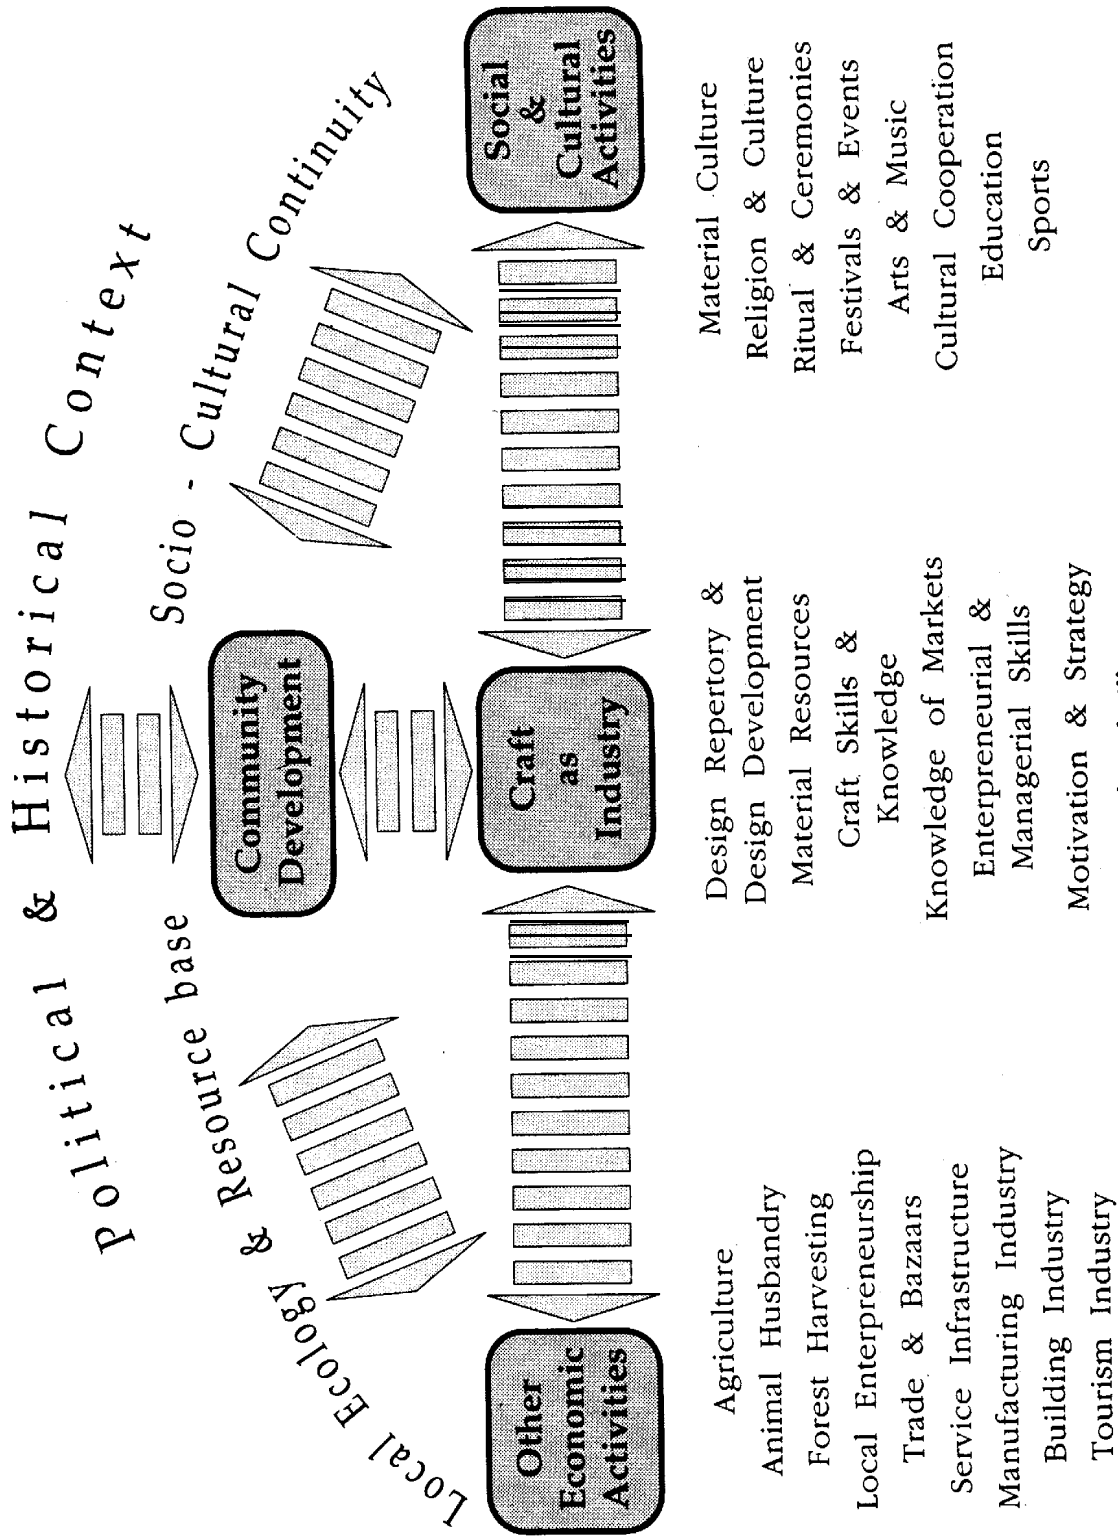 Political & Historical Context
Local Ecology & Resource base
Socio - Cultural Continuity
Community
Development
Other
Economic
Activities
Craft
as
Industry
Social
&
Cultural
Activities
Agriculture
Animal Husbandry
Forest Harvesting
Local Enterpreneurship
Trade & Bazaars
Service Infrastructure
Manufacturing Industry
Building Industry
Tourism Industry
Design Repertory &
Design Development
Material Resources
Craft Skills &
Knowledge
Knowledge of Markets
Enterpreneurial &
Managerial Skills
Motivation & Strategy
Material Culture
Religion & Culture
Ritual & Ceremonies
Festivals & Events
Arts & Music
Cultural Cooperation
Education
Sports